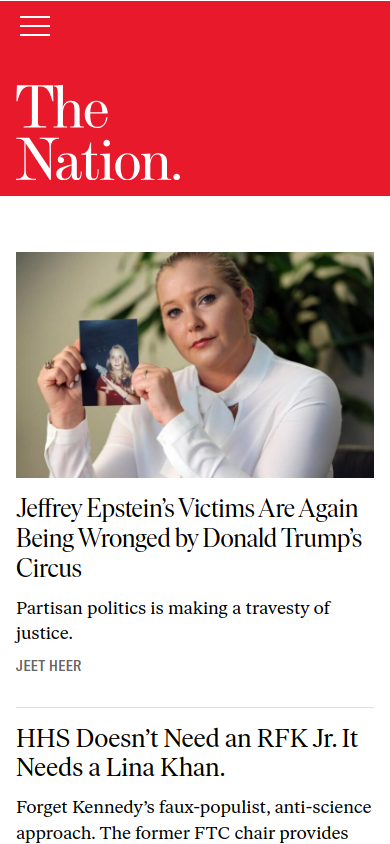 The
Nation.
Jeffrey Epstein’s Victims Are Again
Being Wronged by Donald Trump’s
Circus
Partisan politics is making a travesty of
justice.
JEET HEER
HHS Doesn’t Need an RFK Jr. It
Needs a Lina Khan.
Forget Kennedy’s faux-populist, anti-science
approach. The former FTC chair provides